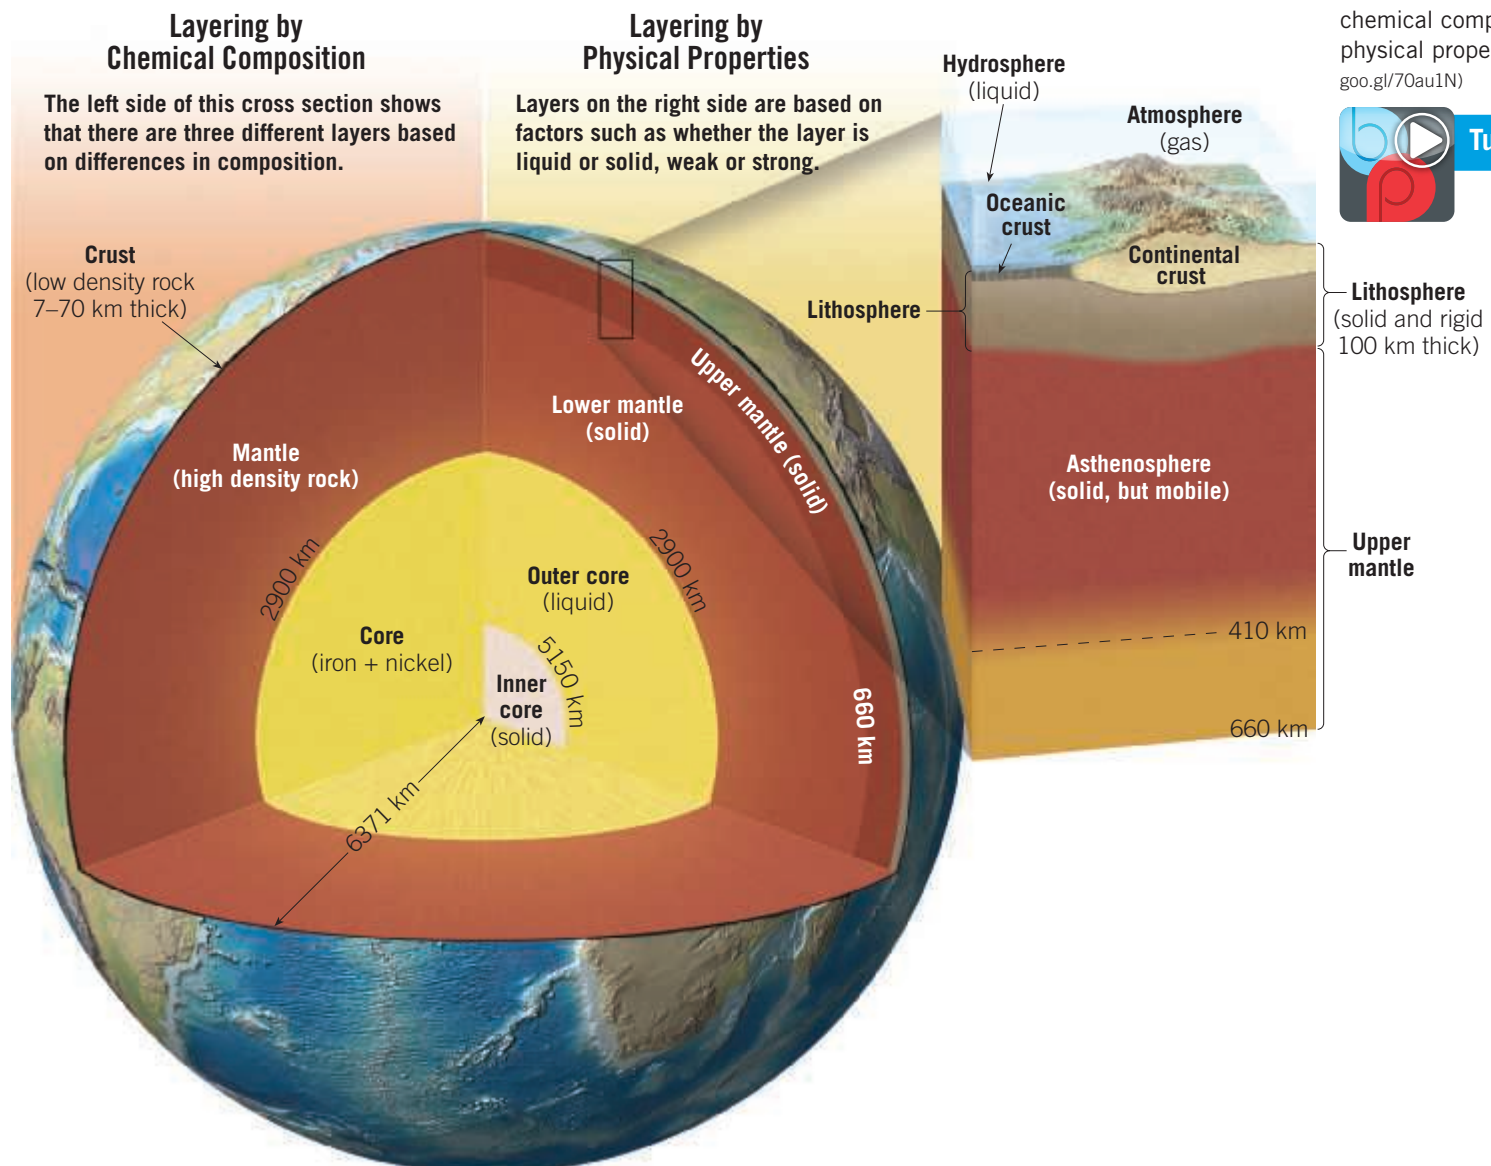 Layering by
Chemical Composition
The left side of this cross section shows
that there are three different layers based
on differences in composition.
Layering by
Physical Properties
Layers on the right side are based on
factors such as whether the layer is
liquid or solid, weak or strong.
Crust
(low density rock
7–70 km thick)
Mantle
(high density rock)
2900 km
Core
(iron + nickel)
6371 km
Lower mantle
(solid)
Upper mantle (solid)
2900 km
Outer core
(liquid)
5150 km
Inner
core
(solid)
660 km
Hydrosphere
(liquid)
Atmosphere
(gas)
Oceanic
crust
Continental
crust
Lithosphere
Lithosphere
(solid and rigid
100 km thick)
Asthenosphere
(solid, but mobile)
Upper
mantle
410 km
660 km
chemical comp
physical prope
goo.gl/70au1N)
Tu